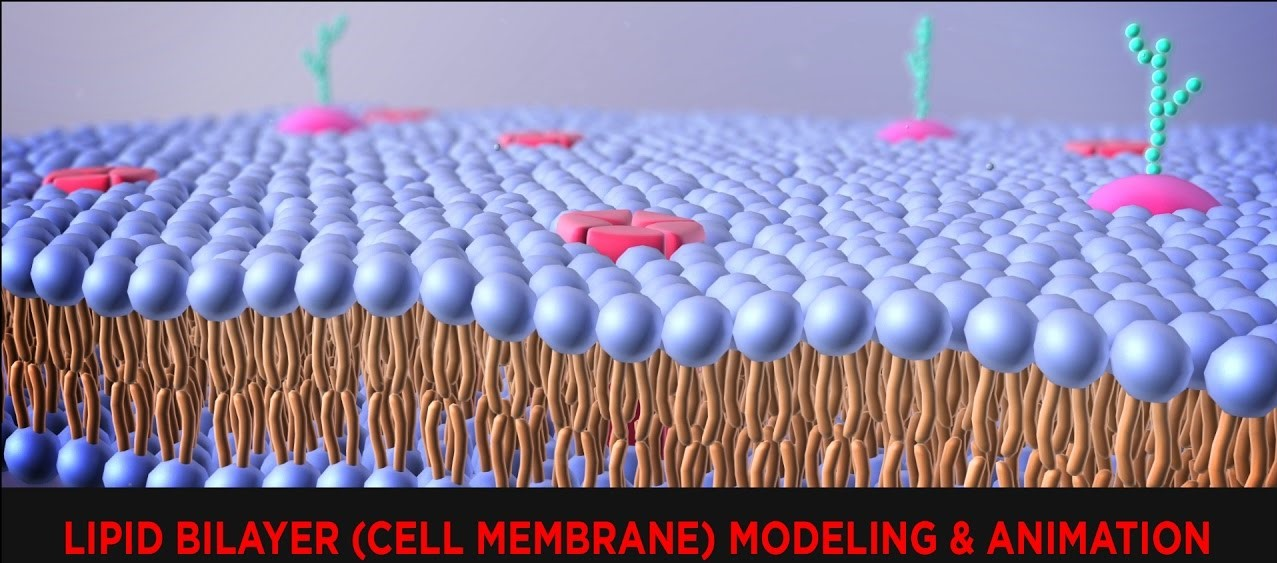 LIPID BILAYER (CELL MEMBRANE) MODELING & ANIMATION